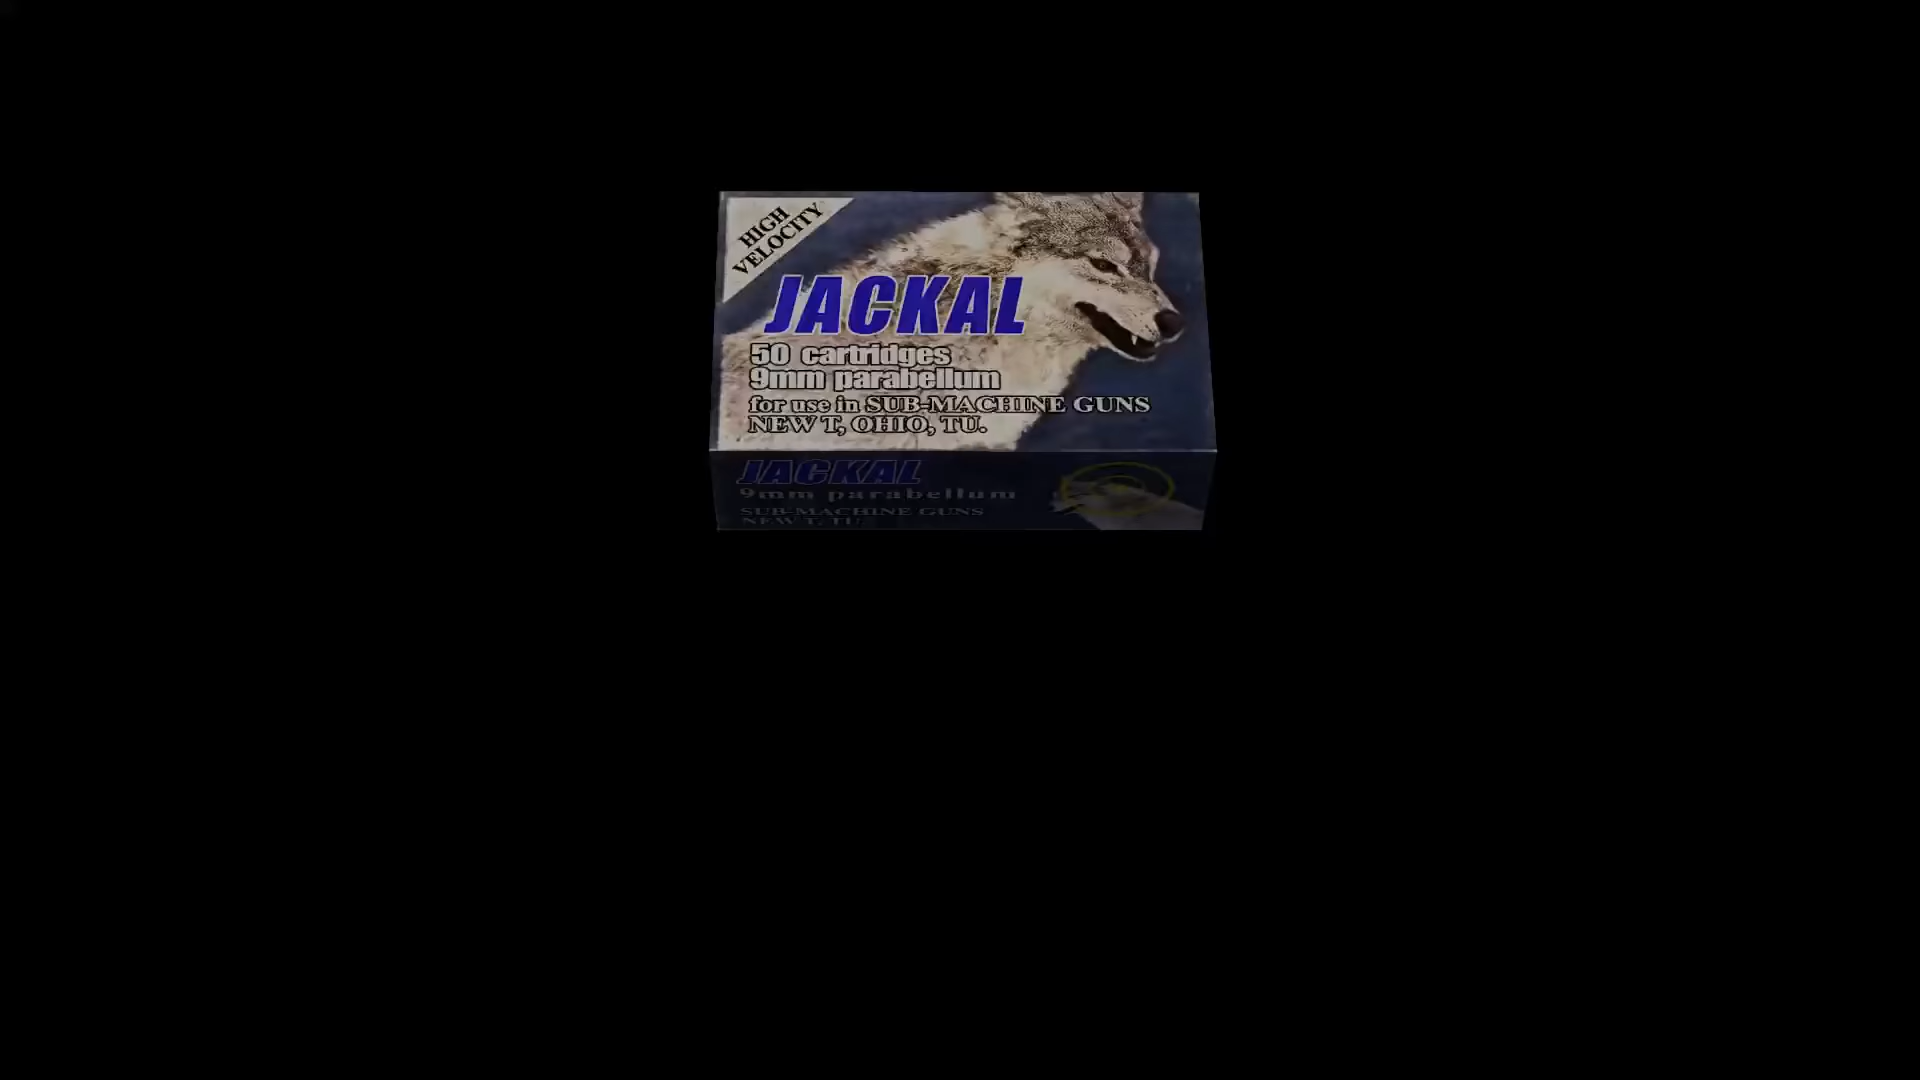 HIGH
VELOCITY
JACKAL
50 cartridges
9mm parabellum
for use in SUB-MACHINE GUNS
NEW T, OHIO, TU.
JACKAL
9mm parabellum
SUB-MACHINE GUNS
NEW T, TU